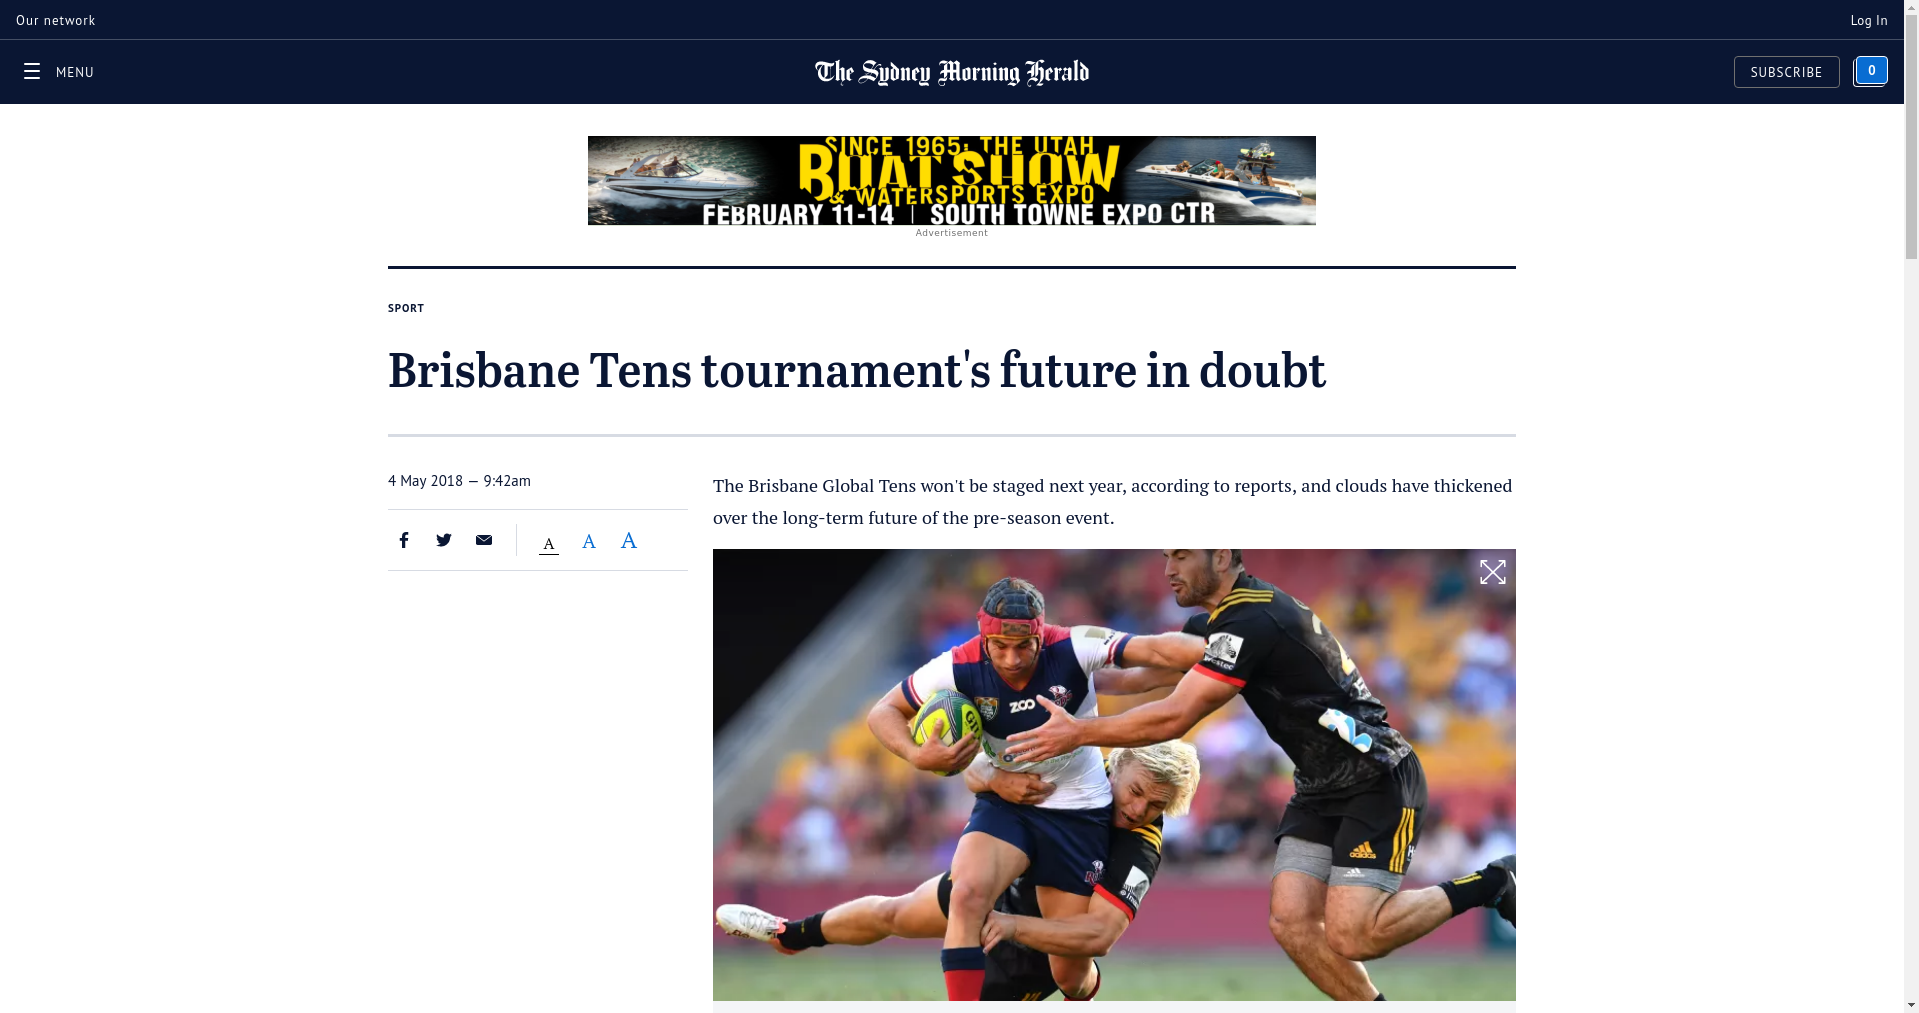 Our network
Log In
MENU
The Sydney Morning Herald
SUBSCRIBE
0
SINCE 1965: THE UTAH
BOAT SHOW
& WATERSPORTS EXPO
FEBRUARY 11-14 | SOUTH TOWNE EXPO CTR
Advertisement
SPORT
Brisbane Tens tournament's future in doubt
4 May 2018 — 9:42am
The Brisbane Global Tens won't be staged next year, according to reports, and clouds have thickened
over the long-term future of the pre-season event.
A A A
ZOO
adidas